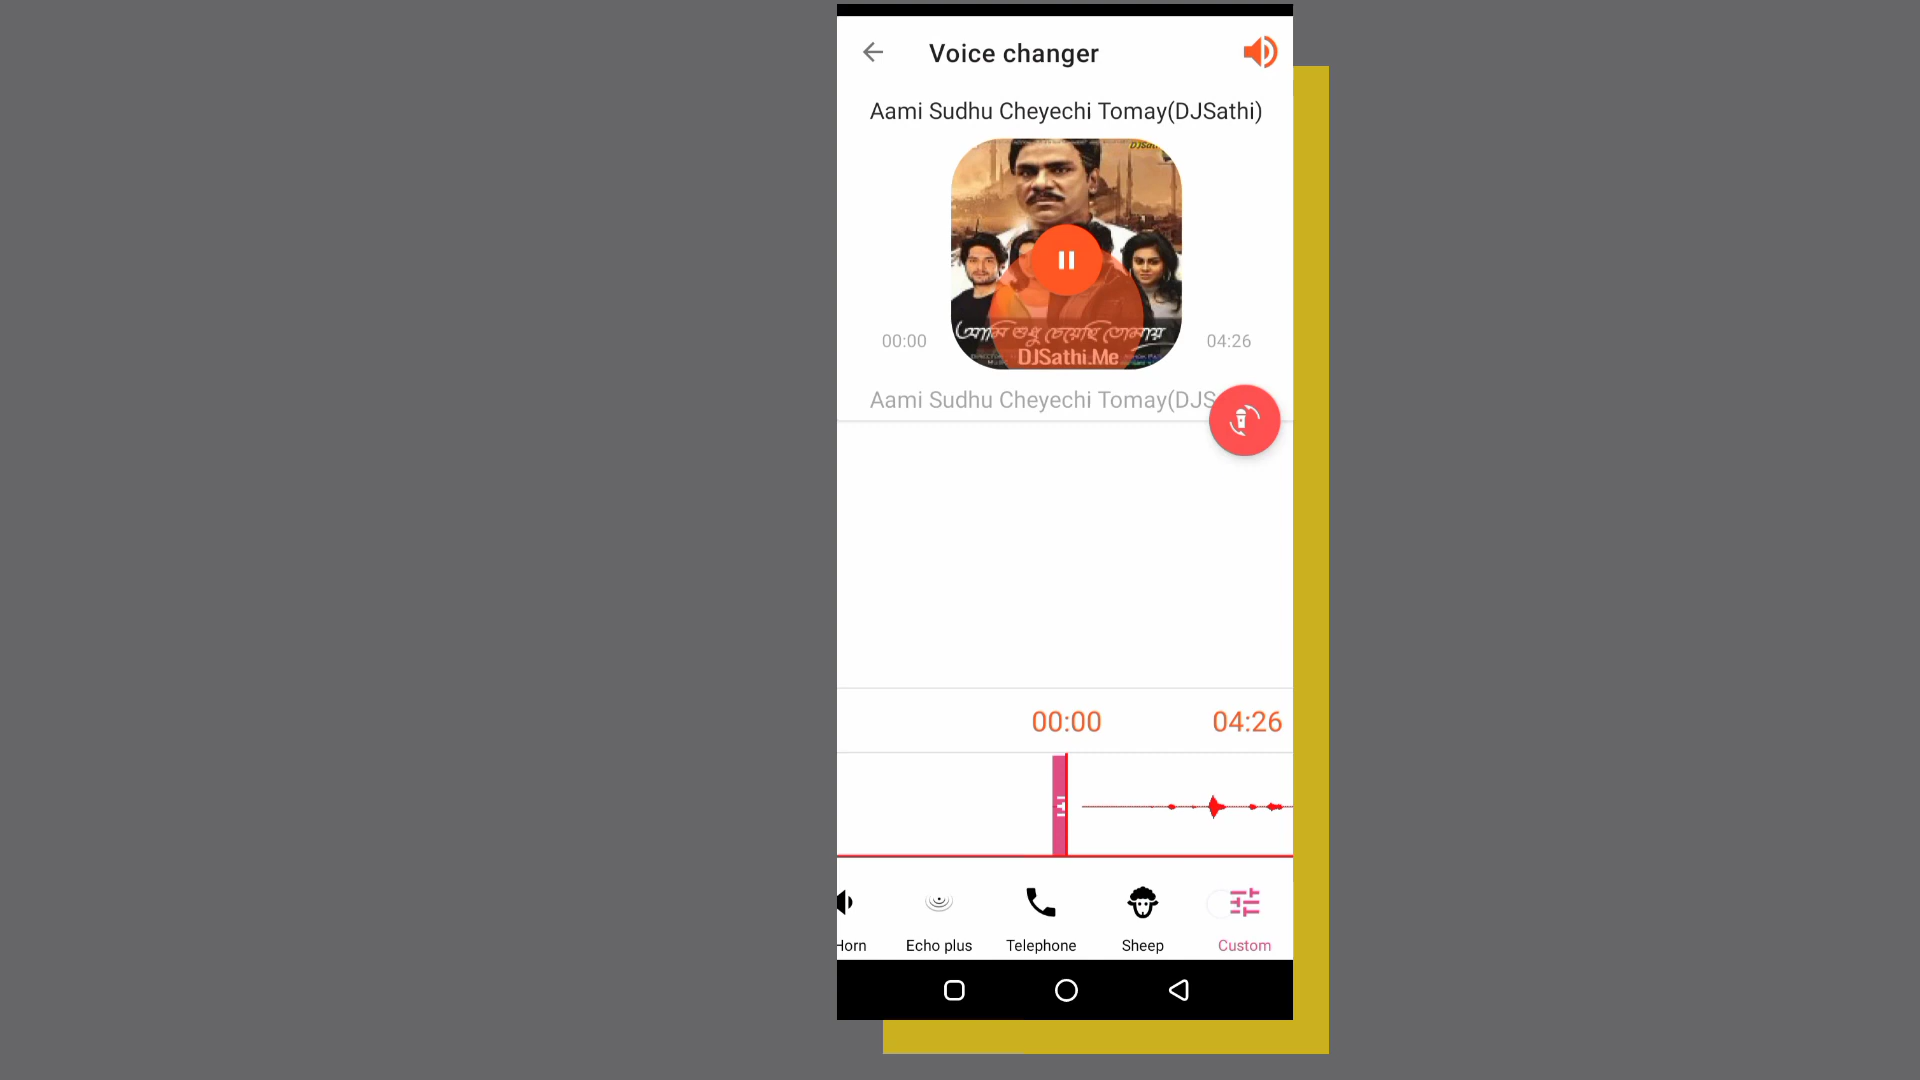 Voice changer
Aami Sudhu Cheyechi Tomay(DJSathi)
আমি শুধু চেয়েছি তোমায়
DJSathi.Me
00:00
04:26
Aami Sudhu Cheyechi Tomay(DJS
00:00
04:26
Horn
Echo plus
Telephone
Sheep
Custom